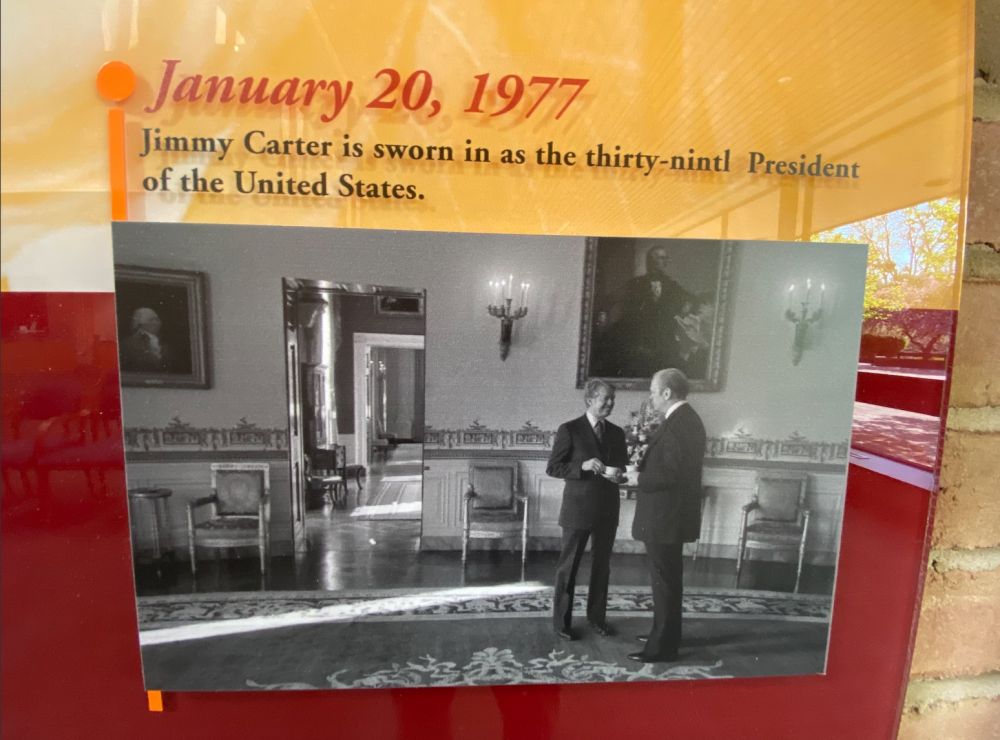 January 20, 1977
Jimmy Carter is sworn in as the thirty-nintl President
of the United States.